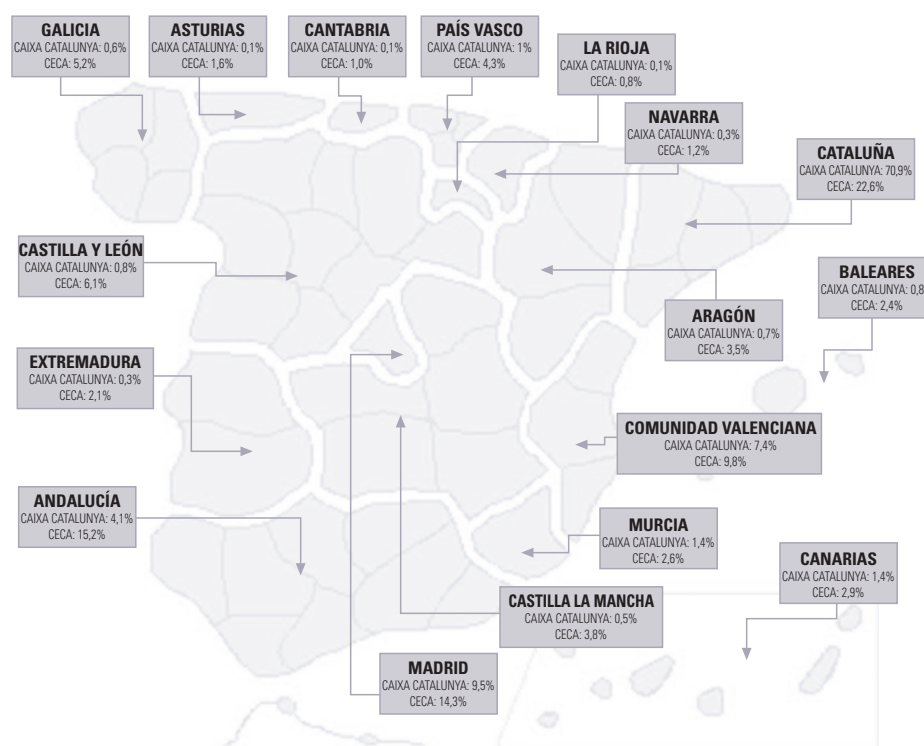 GALICIA
CAIXA CATALUNYA: 0,6%
CECA: 5,2%
ASTURIAS
CAIXA CATALUNYA: 0,1%
CECA: 1,6%
CANTABRIA
CAIXA CATALUNYA: 0,1%
CECA: 1,0%
PAÍS VASCO
CAIXA CATALUNYA: 1%
CECA: 4,3%
LA RIOJA
CAIXA CATALUNYA: 0,1%
CECA: 0,8%
NAVARRA
CAIXA CATALUNYA: 0,3%
CECA: 1,2%
CATALUÑA
CAIXA CATALUNYA: 70,9%
CECA: 22,6%
CASTILLA Y LEÓN
CAIXA CATALUNYA: 0,8%
CECA: 6,1%
BALEARES
CAIXA CATALUNYA: 0,8
CECA: 2,4%
ARAGÓN
CAIXA CATALUNYA: 0,7%
CECA: 3,5%
EXTREMADURA
CAIXA CATALUNYA: 0,3%
CECA: 2,1%
COMUNIDAD VALENCIANA
CAIXA CATALUNYA: 7,4%
CECA: 9,8%
ANDALUCÍA
CAIXA CATALUNYA: 4,1%
CECA: 15,2%
MURCIA
CAIXA CATALUNYA: 1,4%
CECA: 2,6%
CANARIAS
CAIXA CATALUNYA: 1,4%
CECA: 2,9%
CASTILLA LA MANCHA
CAIXA CATALUNYA: 0,5%
CECA: 3,8%
MADRID
CAIXA CATALUNYA: 9,5%
CECA: 14,3%